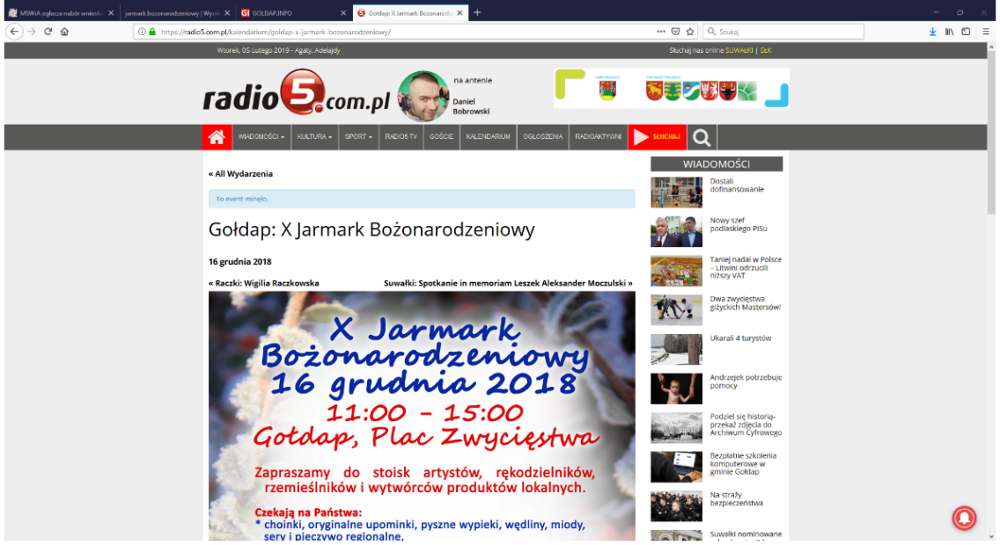 MSWiA ogłasza nabór wniosków
jarmark bożonarodzeniowy | Wynik
GI GOŁDAP.INFO
Gołdap: X Jarmark Bożonarodze
https://radio5.com.pl/kalendarium/goldap-x-jarmark-bozonarodzeniowy/
Szukaj
Wtorek, 05 Lutego 2019 - Agaty, Adelajdy
Słuchaj nas online SUWAŁKI | EŁK
radio5.com.pl
na antenie
Daniel
Bobrowski
WIADOMOŚCI
KULTURA
SPORT
RADIO5 TV
GOŚCIE
KALENDARIUM
OGŁOSZENIA
RADIOAKTYWNI
SŁUCHAJ
« All Wydarzenia
To event minęło.
Gołdap: X Jarmark Bożonarodzeniowy
16 grudnia 2018
« Raczki: Wigilia Raczkowska
Suwałki: Spotkanie in memoriam Leszek Aleksander Moczulski »
X Jarmark
Bożonarodzeniowy
16 grudnia 2018
11:00 - 15:00
Gołdap, Plac Zwycięstwa
Zapraszamy do stoisk artystów, rękodzielników,
rzemieślników i wytwórców produktów lokalnych.
Czekają na Państwa:
* choinki, oryginalne upominki, pyszne wypieki, wędliny, miody,
sery i pieczywo regionalne,
WIADOMOŚCI
Dostali
dofinansowanie
Nowy szef
podlaskiego PISu
Taniej nadal w Polsce
– Litwini odrzucili
niższy VAT
Dwa zwycięstwa
giżyckich Mastersów!
Ukarali 4 turystów
Andrzejek potrzebuje
pomocy
Podziel się historią-
przekaż zdjęcia do
Archiwum Cyfrowego
Bezpłatne szkolenia
komputerowe w
gminie Gołdap
Na straży
bezpieczeństwa
Suwałki nominowane